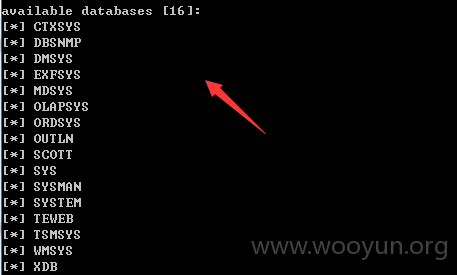 available databases [16]:
[*] CTXSYS
[*] DBSNMP
[*] DMSYS
[*] EXFSYS
[*] MDSYS
[*] OLAPSYS
[*] ORDSYS
[*] OUTLN
[*] SCOTT
[*] SYS
[*] SYSMAN
[*] SYSTEM
[*] TEWEB
[*] TSMSYS
[*] WMSYS
[*] XDB
www.wooyun.org